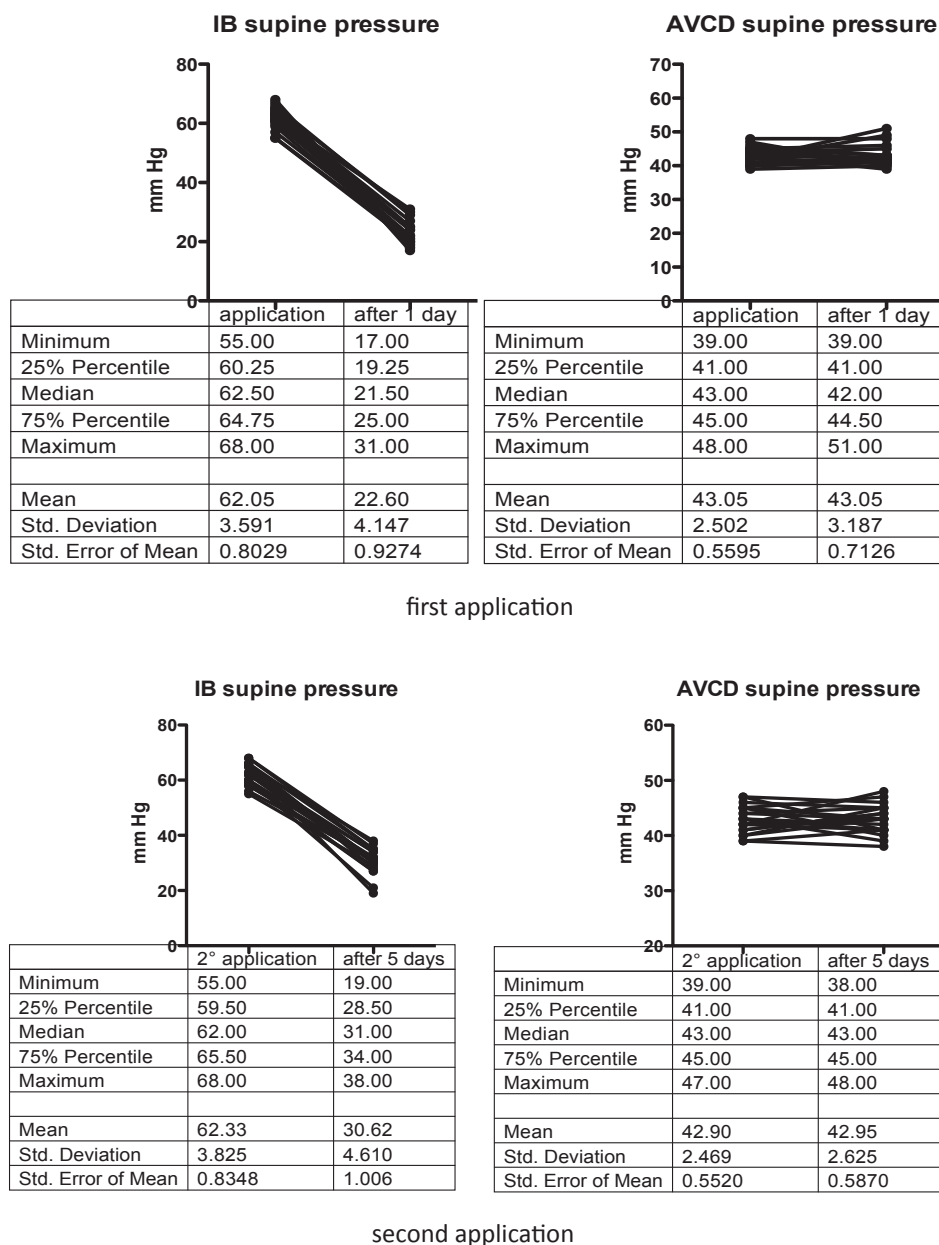 IB supine pressure
80
60
40
20
0
mm Hg
application after 1 day
Minimum 55.00 17.00
25% Percentile 60.25 19.25
Median 62.50 21.50
75% Percentile 64.75 25.00
Maximum 68.00 31.00
Mean 62.05 22.60
Std. Deviation 3.591 4.147
Std. Error of Mean 0.8029 0.9274
AVCD supine pressure
70
60
50
40
30
20
10
0
mm Hg
application after 1 day
Minimum 39.00 39.00
25% Percentile 41.00 41.00
Median 43.00 42.00
75% Percentile 45.00 44.50
Maximum 48.00 51.00
Mean 43.05 43.05
Std. Deviation 2.502 3.187
Std. Error of Mean 0.5595 0.7126
first application
IB supine pressure
80
60
40
20
0
mm Hg
2° application after 5 days
Minimum 55.00 19.00
25% Percentile 59.50 28.50
Median 62.00 31.00
75% Percentile 65.50 34.00
Maximum 68.00 38.00
Mean 62.33 30.62
Std. Deviation 3.825 4.610
Std. Error of Mean 0.8348 1.006
AVCD supine pressure
60
50
40
30
20
mm Hg
2° application after 5 days
Minimum 39.00 38.00
25% Percentile 41.00 41.00
Median 43.00 43.00
75% Percentile 45.00 45.00
Maximum 47.00 48.00
Mean 42.90 42.95
Std. Deviation 2.469 2.625
Std. Error of Mean 0.5520 0.5870
second application